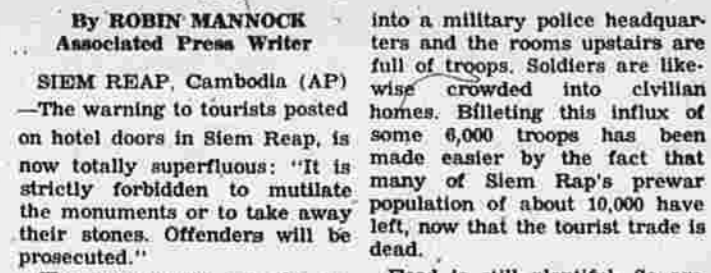 By ROBIN MANNOCK
Associated Press Writer
SIEM REAP, Cambodia (AP)
—The warning to tourists posted
on hotel doors in Siem Reap, is
now totally superfluous: "It is
strictly forbidden to mutilate
the monuments or to take away
their stones. Offenders will be
prosecuted."
into a military police headquar-
ters and the rooms upstairs are
full of troops. Soldiers are like-
wise crowded into civilian
homes. Billeting this influx of
some 6,000 troops has been
made easier by the fact that
many of Siem Rap's prewar
population of about 10,000 have
left, now that the tourist trade is
dead.